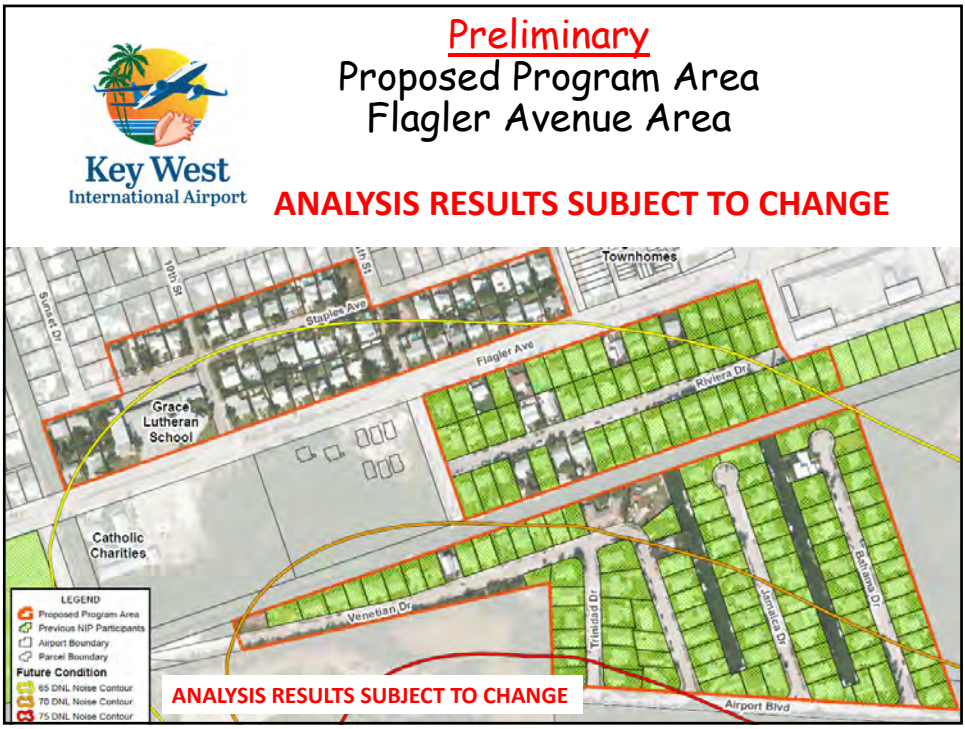 Preliminary
Proposed Program Area
Flagler Avenue Area
Key West
International Airport
ANALYSIS RESULTS SUBJECT TO CHANGE
Townhomes
10th St
Sunset Dr
Staples Ave
Flagler Ave
Riviera Dr
Grace
Lutheran
School
Catholic
Charities
Venetian Dr
Trinidad Dr
Jamaica Dr
Bahama Dr
Airport Blvd
LEGEND
Proposed Program Area
Previous NIP Participants
Airport Boundary
Parcel Boundary
Future Condition
65 DNL Noise Contour
70 DNL Noise Contour
75 DNL Noise Contour
ANALYSIS RESULTS SUBJECT TO CHANGE